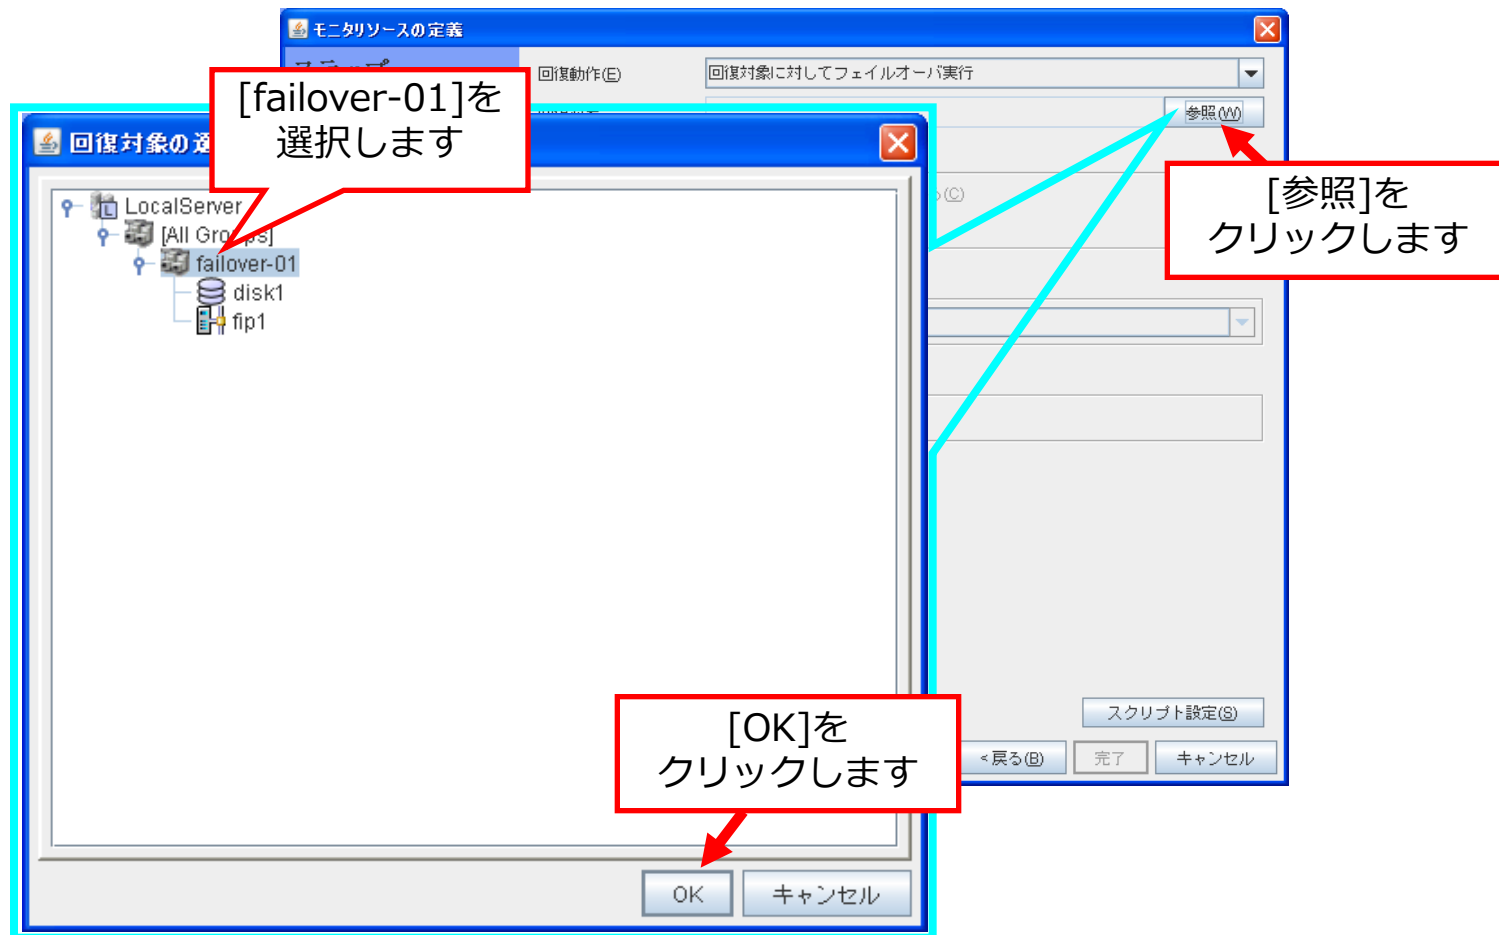 モニタリソースの定義
回復動作(E)
回復対象に対してフェイルオーバ実行
参照(W)
[failover-01]を
選択します
回復対象の
[参照]を
クリックします
(C)
LocalServer
[All Groups]
failover-01
disk1
fip1
スクリプト設定(S)
[OK]を
クリックします
<戻る(B)
完了
キャンセル
OK
キャンセル